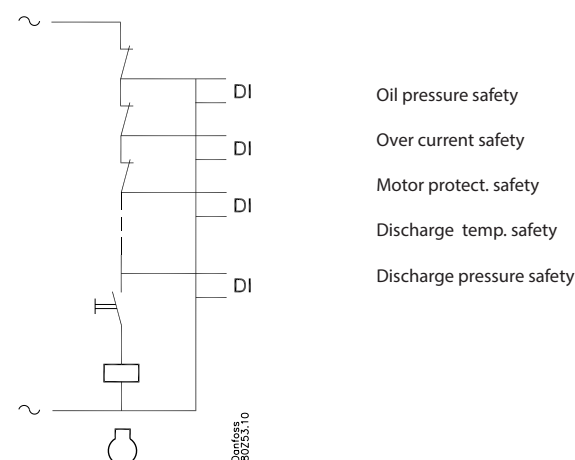 DI
Oil pressure safety
DI
Over current safety
DI
Motor protect. safety
Discharge temp. safety
DI
Discharge pressure safety
Danfoss
80Z53.10